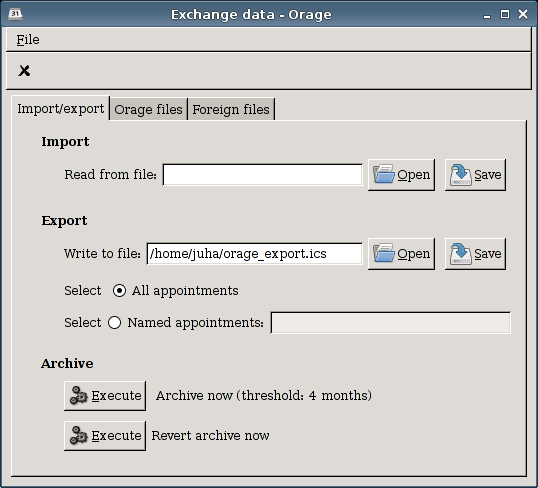 31 Exchange data - Orage
File
Import/export Orage files Foreign files
Import
Read from file: Open Save
Export
Write to file: /home/juha/orage_export.ics Open Save
Select All appointments
Select Named appointments:
Archive
Execute Archive now (threshold: 4 months)
Execute Revert archive now